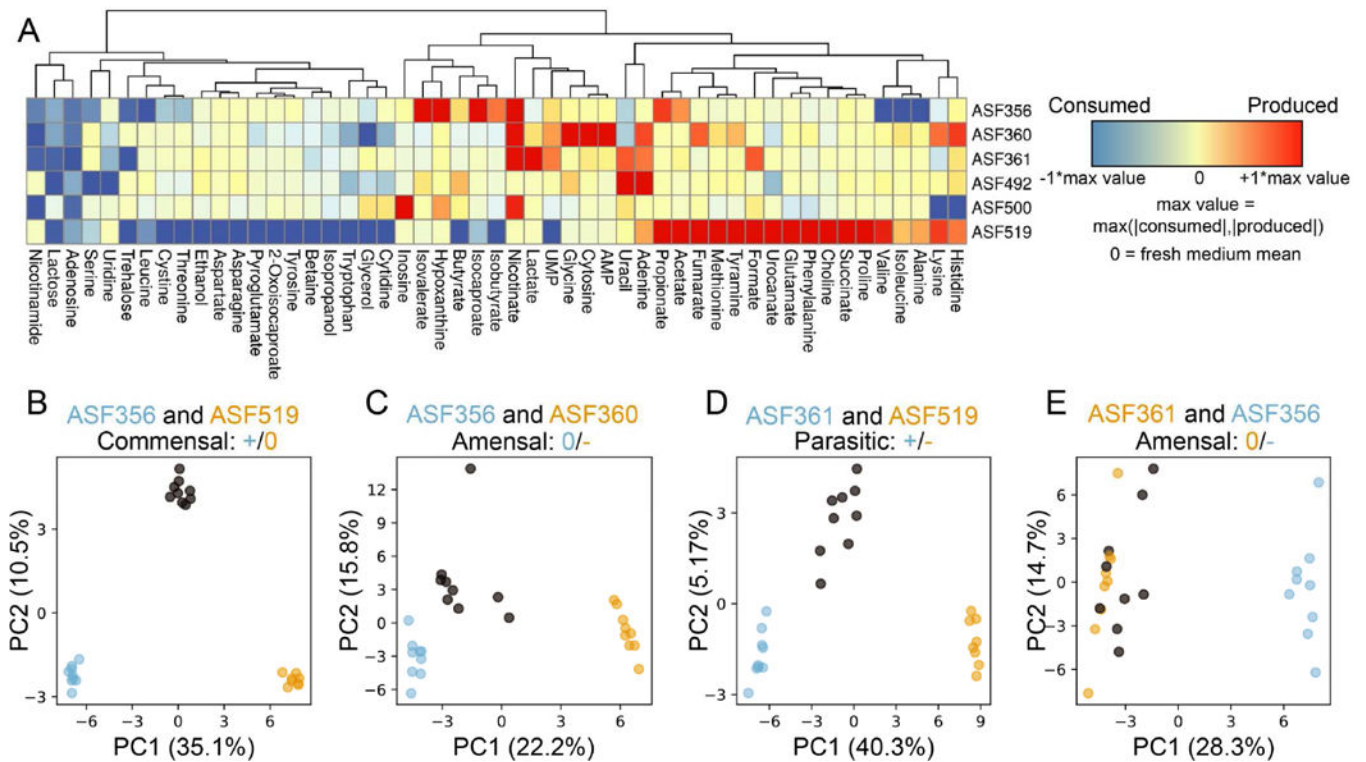 A
ASF356
ASF360
ASF361
ASF492
ASF500
ASF519
Consumed Produced
-1*max value 0 +1*max value
max value =
max(|consumed|,|produced|)
0 = fresh medium mean
Nicotinamide
Lactose
Adenosine
Serine
Uridine
Trehalose
Leucine
Cystine
Threonine
Ethanol
Aspartate
Asparagine
Pyroglutamate
2-Oxoisocaproate
Tyrosine
Betaine
Isopropanol
Tryptophan
Glycerol
Cytidine
Inosine
Isovalerate
Hypoxanthine
Butyrate
Isocaproate
Isobutyrate
Nicotinate
Lactate
UMP
Glycine
Cytosine
AMP
Uracil
Adenine
Propionate
Acetate
Fumarate
Methionine
Tyramine
Formate
Urocanate
Glutamate
Phenylalanine
Choline
Succinate
Proline
Valine
Isoleucine
Alanine
Lysine
Histidine
B
ASF356 and ASF519
Commensal: +/0
PC2 (10.5%)
3
0
−3
−6 0 6
PC1 (35.1%)
C
ASF356 and ASF360
Amensal: 0/-
PC2 (15.8%)
12
9
6
3
0
−3
−6
−3 0 3 6
PC1 (22.2%)
D
ASF361 and ASF519
Parasitic: +/-
PC2 (5.17%)
3
0
−3
−6 −3 0 3 6 9
PC1 (40.3%)
E
ASF361 and ASF356
Amensal: 0/-
PC2 (14.7%)
6
3
0
−3
−6
−3 0 3 6
PC1 (28.3%)